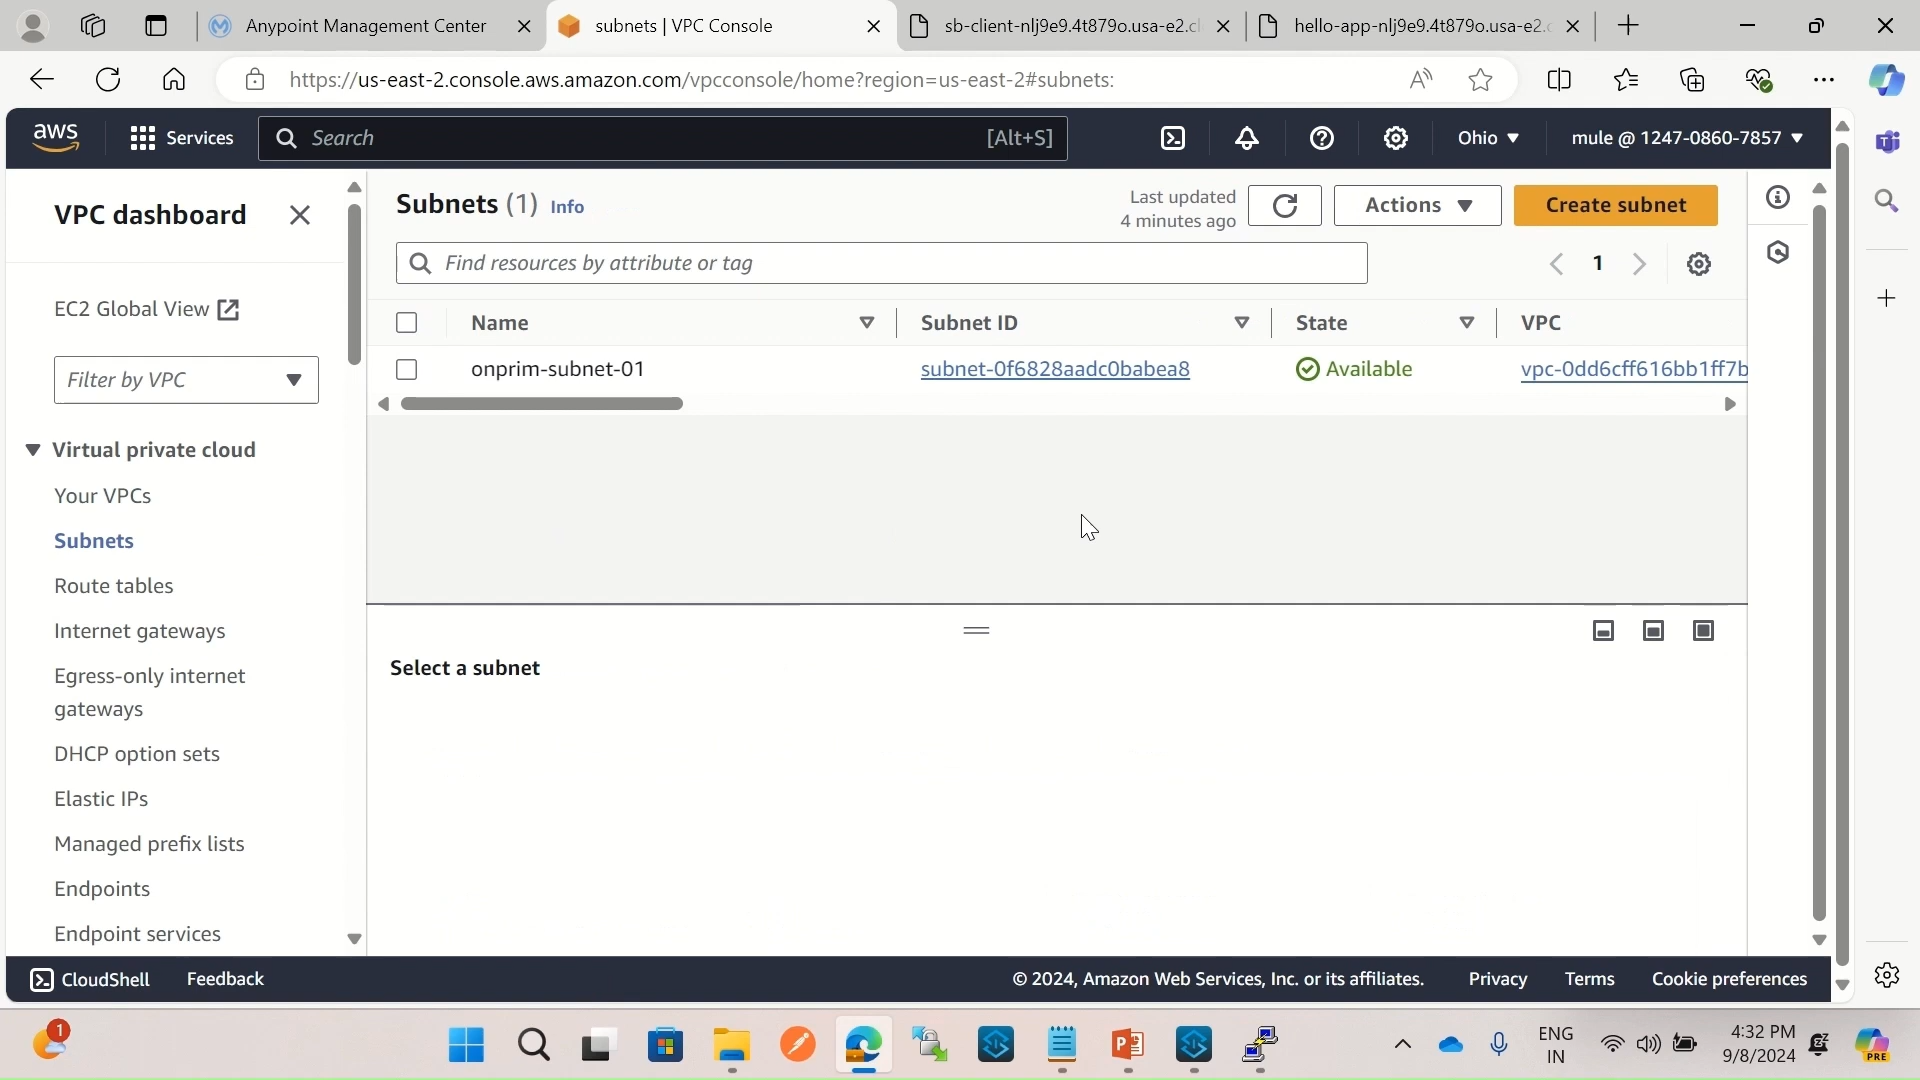 Anypoint Management Center
subnets | VPC Console
sb-client-nlj9e9.4t879o.usa-e2.cl
hello-app-nlj9e9.4t879o.usa-e2.c
https://us-east-2.console.aws.amazon.com/vpcconsole/home?region=us-east-2#subnets:
aws
Services
Search
[Alt+S]
Ohio
mule @ 1247-0860-7857
VPC dashboard
EC2 Global View
Filter by VPC
Virtual private cloud
Your VPCs
Subnets
Route tables
Internet gateways
Egress-only internet
gateways
DHCP option sets
Elastic IPs
Managed prefix lists
Endpoints
Endpoint services
Subnets (1) Info
Last updated
4 minutes ago
Actions
Create subnet
Find resources by attribute or tag
1
Name
Subnet ID
State
VPC
onprim-subnet-01
subnet-0f6828aadc0babea8
Available
vpc-0dd6cff616bb1ff7b
Select a subnet
CloudShell
Feedback
© 2024, Amazon Web Services, Inc. or its affiliates.
Privacy
Terms
Cookie preferences
1
ENG
IN
4:32 PM
9/8/2024
PRE